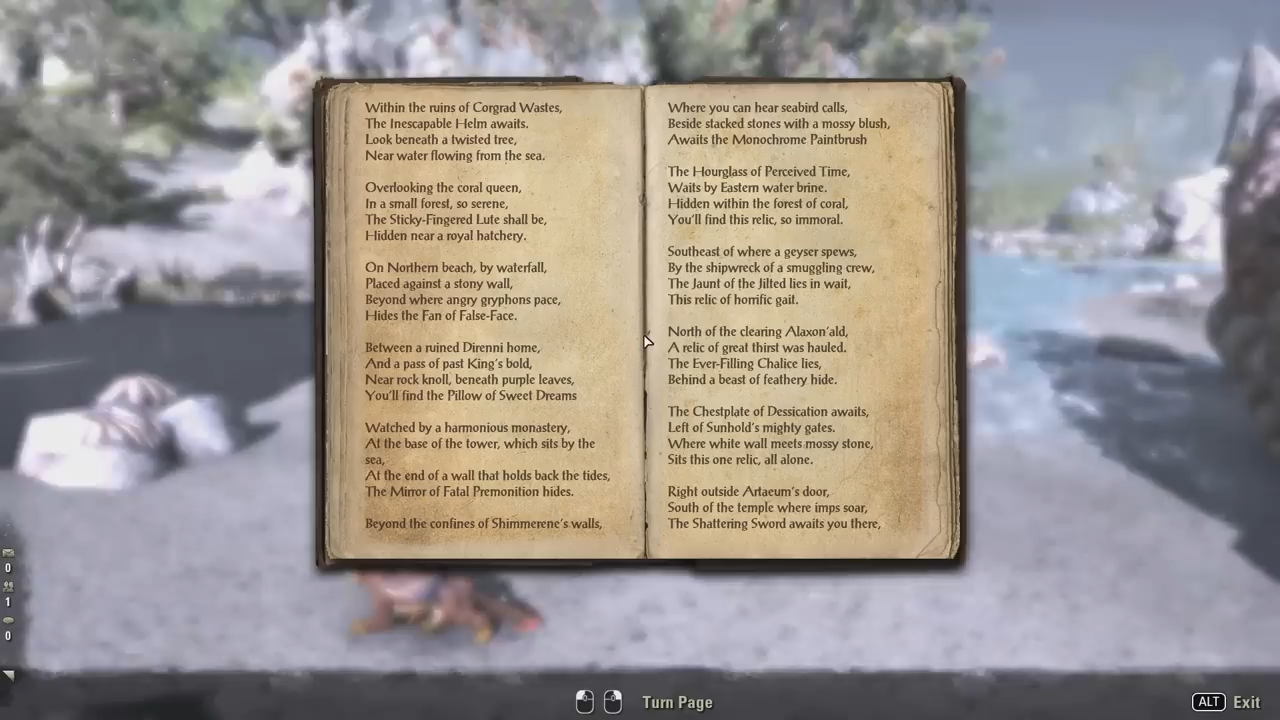 Within the ruins of Corgrad Wastes,
The Inescapable Helm awaits.
Look beneath a twisted tree,
Near water flowing from the sea.
Overlooking the coral queen,
In a small forest, so serene,
The Sticky-Fingered Lute shall be,
Hidden near a royal hatchery.
On Northern beach, by waterfall,
Placed against a stony wall,
Beyond where angry gryphons pace,
Hides the Fan of False-Face.
Between a ruined Direnni home,
And a pass of past King's bold,
Near rock knoll, beneath purple leaves,
You'll find the Pillow of Sweet Dreams
Watched by a harmonious monastery,
At the base of the tower, which sits by the
sea,
At the end of a wall that holds back the tides,
The Mirror of Fatal Premonition hides.
Beyond the confines of Shimmerene's walls,
Where you can hear seabird calls,
Beside stacked stones with a mossy blush,
Awaits the Monochrome Paintbrush
The Hourglass of Perceived Time,
Waits by Eastern water brine.
Hidden within the forest of coral,
You'll find this relic, so immoral.
Southeast of where a geyser spews,
By the shipwreck of a smuggling crew,
The Jaunt of the Jilted lies in wait,
This relic of horrific gait.
North of the clearing Alaxon'ald,
A relic of great thirst was hauled.
The Ever-Filling Chalice lies,
Behind a beast of feathery hide.
The Chestplate of Dessication awaits,
Left of Sunhold's mighty gates.
Where white wall meets mossy stone,
Sits this one relic, all alone.
Right outside Artaeum's door,
South of the temple where imps soar,
The Shattering Sword awaits you there,
0
1
0
Turn Page
ALT Exit